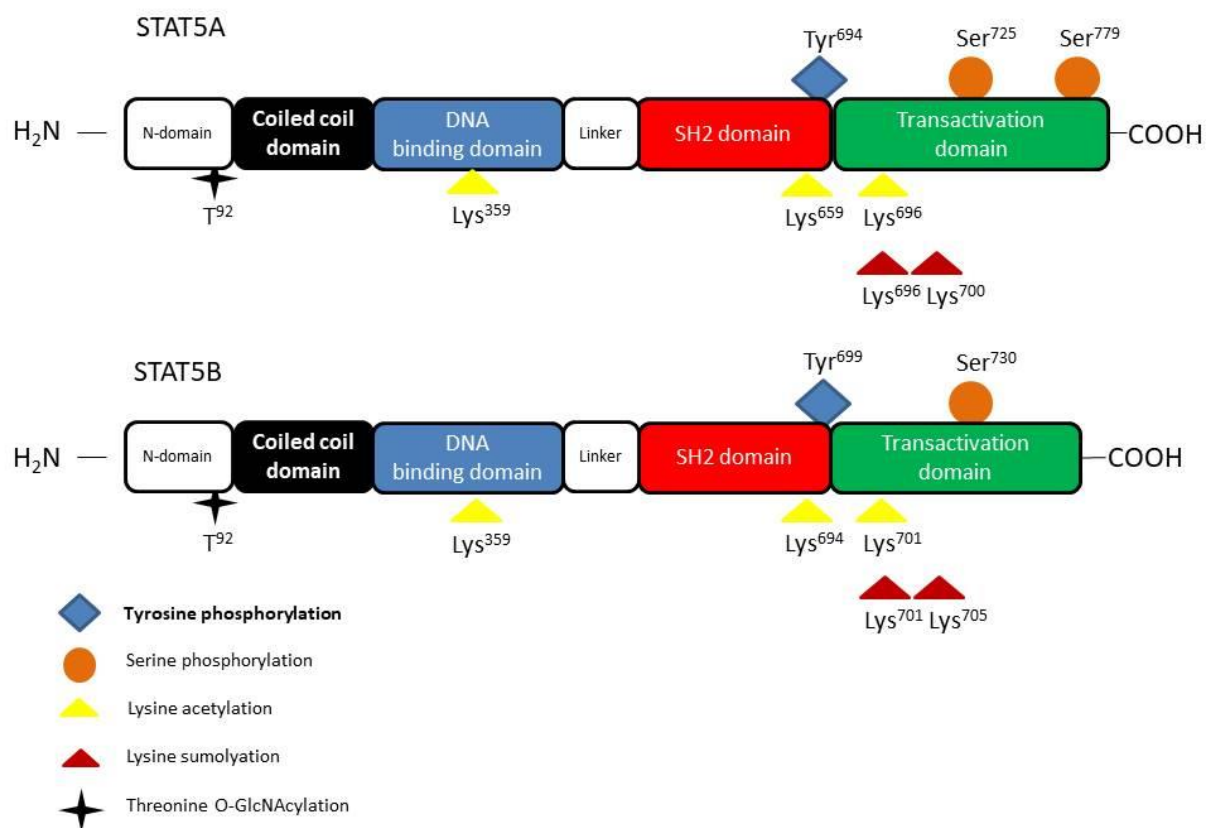 STAT5A
Tyr⁶⁹⁴ Ser⁷²⁵ Ser⁷⁷⁹
H₂N — N-domain Coiled coil domain DNA binding domain Linker SH2 domain Transactivation domain —COOH
T⁹² Lys³⁵⁹ Lys⁶⁵⁹ Lys⁶⁹⁶
Lys⁶⁹⁶ Lys⁷⁰⁰
STAT5B
Tyr⁶⁹⁹ Ser⁷³⁰
H₂N — N-domain Coiled coil domain DNA binding domain Linker SH2 domain Transactivation domain —COOH
T⁹² Lys³⁵⁹ Lys⁶⁹⁴ Lys⁷⁰¹
Lys⁷⁰¹ Lys⁷⁰⁵
Tyrosine phosphorylation
Serine phosphorylation
Lysine acetylation
Lysine sumolyation
Threonine O-GlcNAcylation